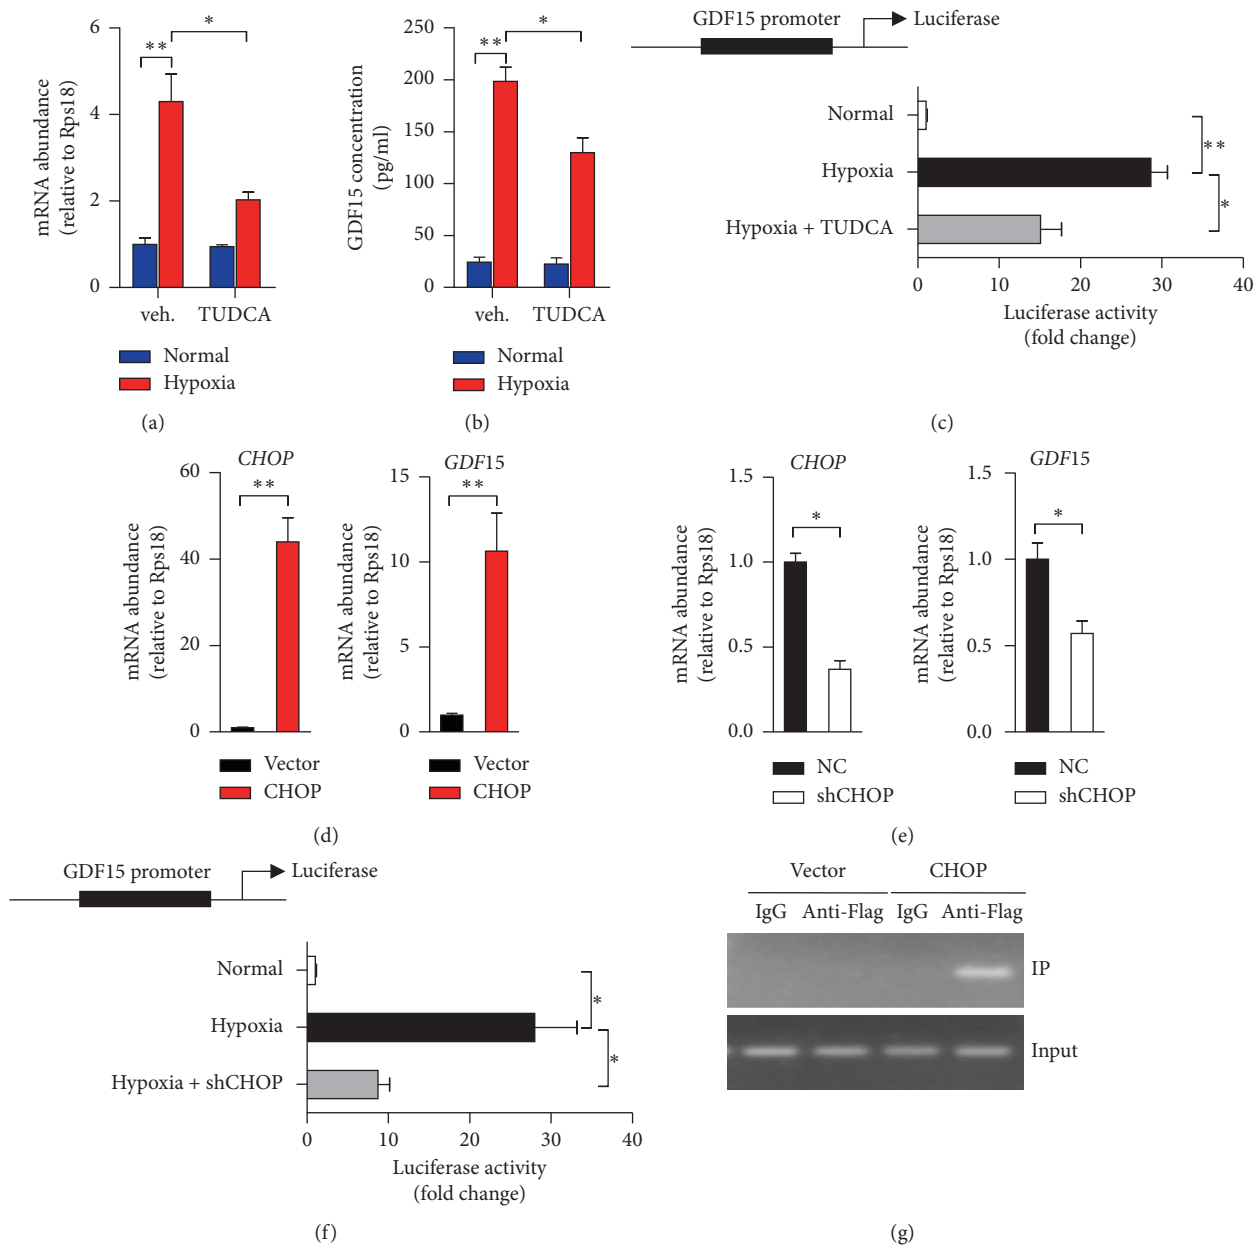 6
4
2
0
mRNA abundance
(relative to Rps18)
**
*
veh.
TUDCA
Normal
Hypoxia
(a)
250
200
150
100
50
0
GDF15 concentration
(pg/ml)
**
*
veh.
TUDCA
Normal
Hypoxia
(b)
GDF15 promoter
Luciferase
Normal
Hypoxia
Hypoxia + TUDCA
**
*
0 10 20 30 40
Luciferase activity
(fold change)
(c)
CHOP
60
40
20
0
mRNA abundance
(relative to Rps18)
**
Vector
CHOP
GDF15
15
10
5
0
mRNA abundance
(relative to Rps18)
**
Vector
CHOP
(d)
CHOP
1.5
1.0
0.5
0.0
mRNA abundance
(relative to Rps18)
*
NC
shCHOP
GDF15
1.5
1.0
0.5
0.0
mRNA abundance
(relative to Rps18)
*
NC
shCHOP
(e)
GDF15 promoter
Luciferase
Normal
Hypoxia
Hypoxia + shCHOP
*
*
0 10 20 30 40
Luciferase activity
(fold change)
(f)
Vector CHOP
IgG Anti-Flag IgG Anti-Flag
IP
Input
(g)